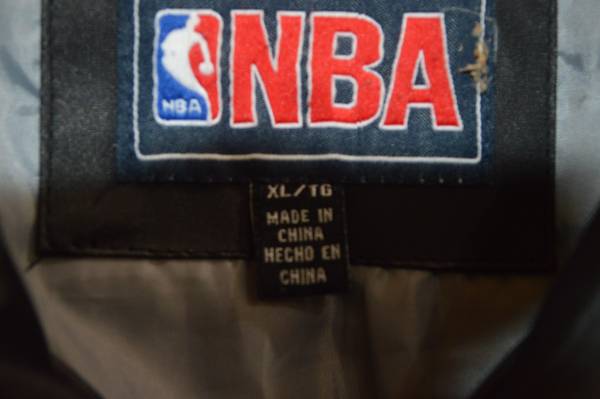 NBA
NBA
XL/TG
MADE IN
CHINA
HECHO EN
CHINA